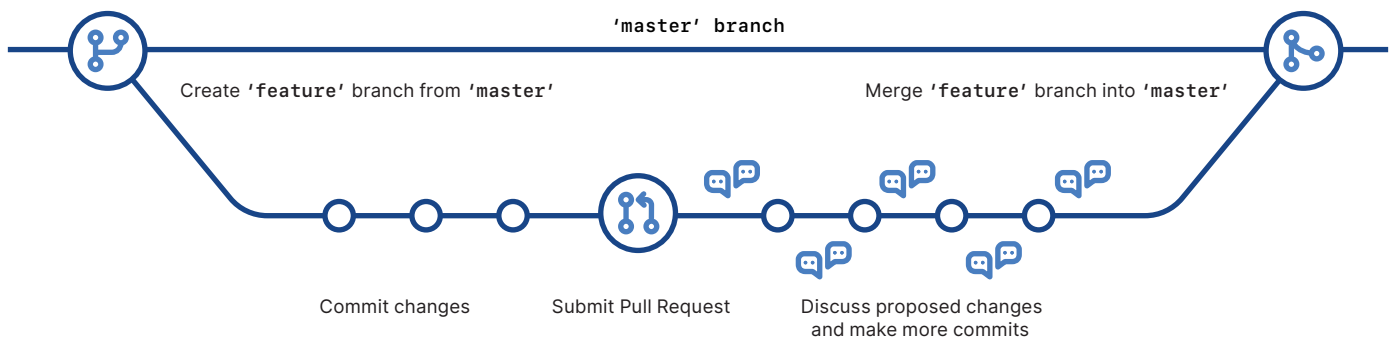 ‘master’ branch
Create ‘feature’ branch from ‘master’
Merge ‘feature’ branch into ‘master’
Commit changes
Submit Pull Request
Discuss proposed changes
and make more commits